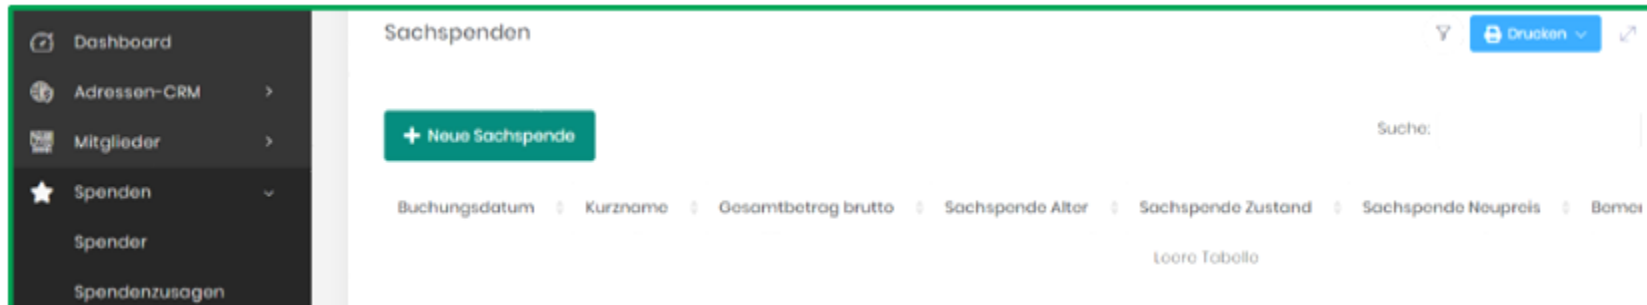 Dashboard
Adressen-CRM
Mitglieder
Spenden
Spender
Spendenzusagen
Sachspenden
Drucken
+ Neue Sachspende
Suche:
Buchungsdatum Kurzname Gesamtbetrag brutto Sachspende Alter Sachspende Zustand Sachspende Neupreis
Leere Tabelle